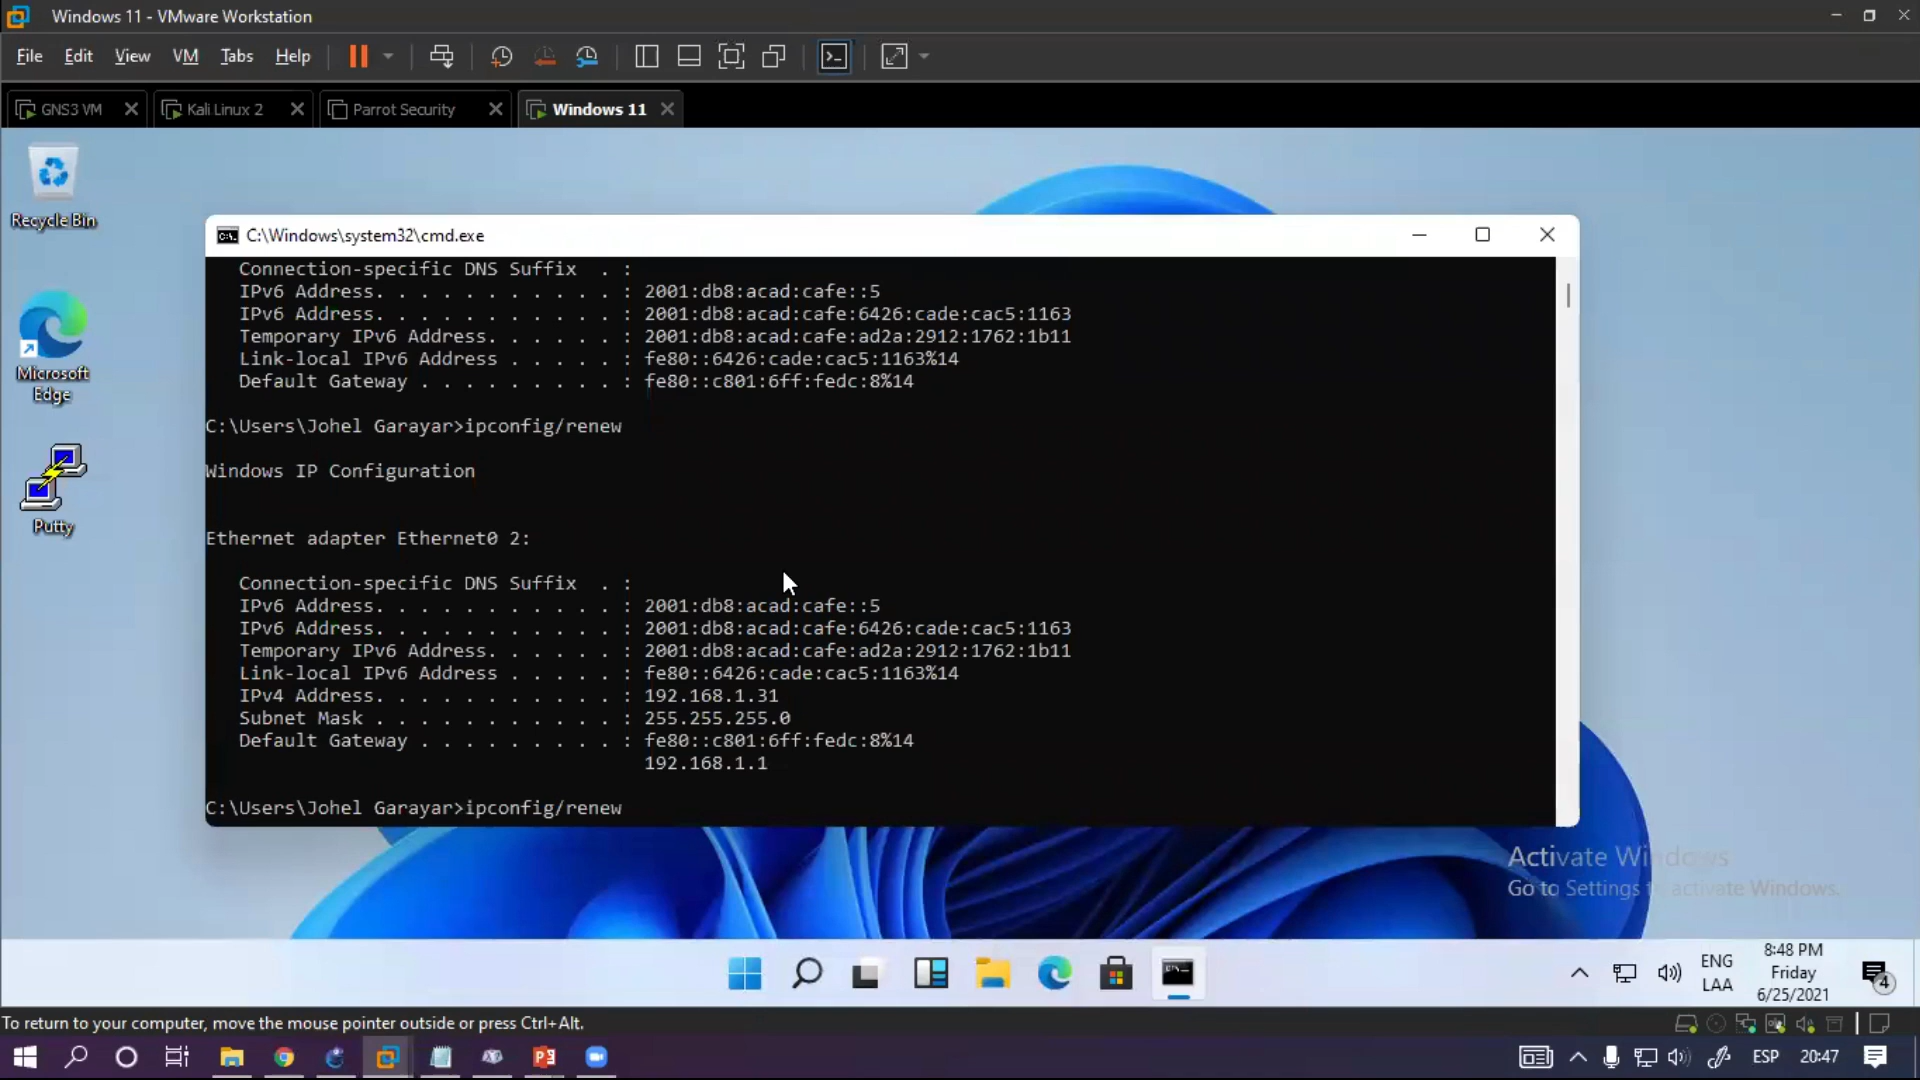 Windows 11 - VMware Workstation
File Edit View VM Tabs Help
GNS3 VM Kali Linux 2 Parrot Security Windows 11
Recycle Bin
Microsoft Edge
Putty
C:\Windows\system32\cmd.exe
Connection-specific DNS Suffix . :
IPv6 Address. . . . . . . . . . . : 2001:db8:acad:cafe::5
IPv6 Address. . . . . . . . . . . : 2001:db8:acad:cafe:6426:cade:cac5:1163
Temporary IPv6 Address. . . . . . : 2001:db8:acad:cafe:ad2a:2912:1762:1b11
Link-local IPv6 Address . . . . . : fe80::6426:cade:cac5:1163%14
Default Gateway . . . . . . . . . : fe80::c801:6ff:fedc:8%14
C:\Users\Johel Garayar>ipconfig/renew
Windows IP Configuration
Ethernet adapter Ethernet0 2:
Connection-specific DNS Suffix . :
IPv6 Address. . . . . . . . . . . : 2001:db8:acad:cafe::5
IPv6 Address. . . . . . . . . . . : 2001:db8:acad:cafe:6426:cade:cac5:1163
Temporary IPv6 Address. . . . . . : 2001:db8:acad:cafe:ad2a:2912:1762:1b11
Link-local IPv6 Address . . . . . : fe80::6426:cade:cac5:1163%14
IPv4 Address. . . . . . . . . . . : 192.168.1.31
Subnet Mask . . . . . . . . . . . : 255.255.255.0
Default Gateway . . . . . . . . . : fe80::c801:6ff:fedc:8%14
192.168.1.1
C:\Users\Johel Garayar>ipconfig/renew
Activate Windows
Go to Settings to activate Windows.
ENG
LAA
8:48 PM
Friday
6/25/2021
4
To return to your computer, move the mouse pointer outside or press Ctrl+Alt.
ESP 20:47